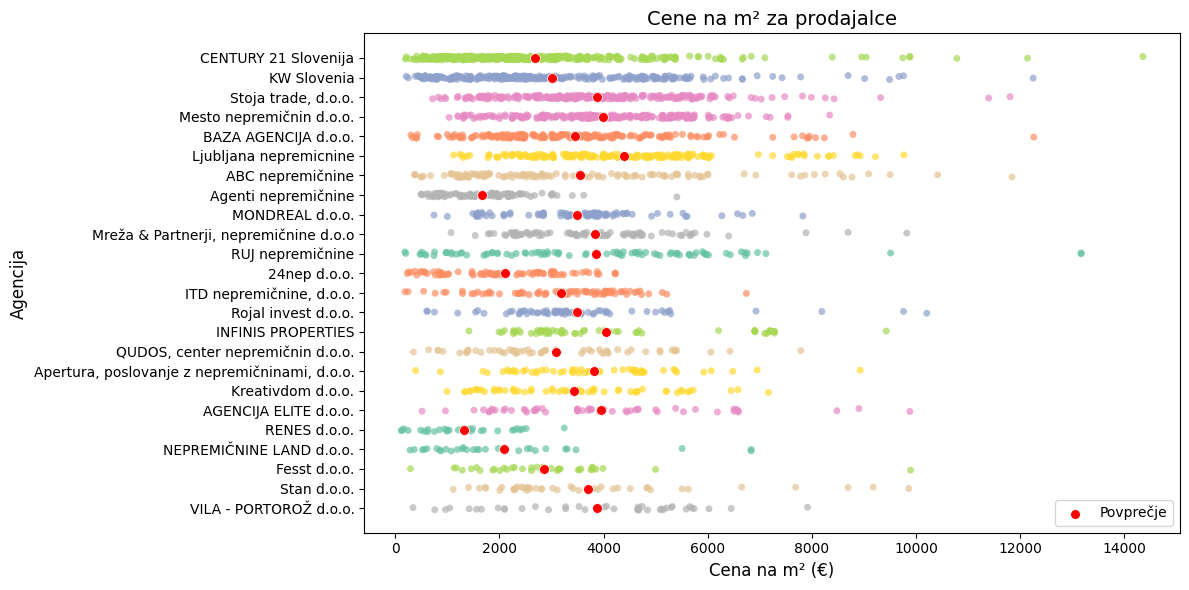 Cene na m² za prodajalce
Agencija
CENTURY 21 Slovenija
KW Slovenia
Stoja trade, d.o.o.
Mesto nepremičnin d.o.o.
BAZA AGENCIJA d.o.o.
Ljubljana nepremicnine
ABC nepremičnine
Agenti nepremičnine
MONDREAL d.o.o.
Mreža & Partnerji, nepremičnine d.o.o
RUJ nepremičnine
24nep d.o.o.
ITD nepremičnine, d.o.o.
Rojal invest d.o.o.
INFINIS PROPERTIES
QUDOS, center nepremičnin d.o.o.
Apertura, poslovanje z nepremičninami, d.o.o.
Kreativdom d.o.o.
AGENCIJA ELITE d.o.o.
RENES d.o.o.
NEPREMIČNINE LAND d.o.o.
Fesst d.o.o.
Stan d.o.o.
VILA - PORTOROŽ d.o.o.
Povprečje
0 2000 4000 6000 8000 10000 12000 14000
Cena na m² (€)